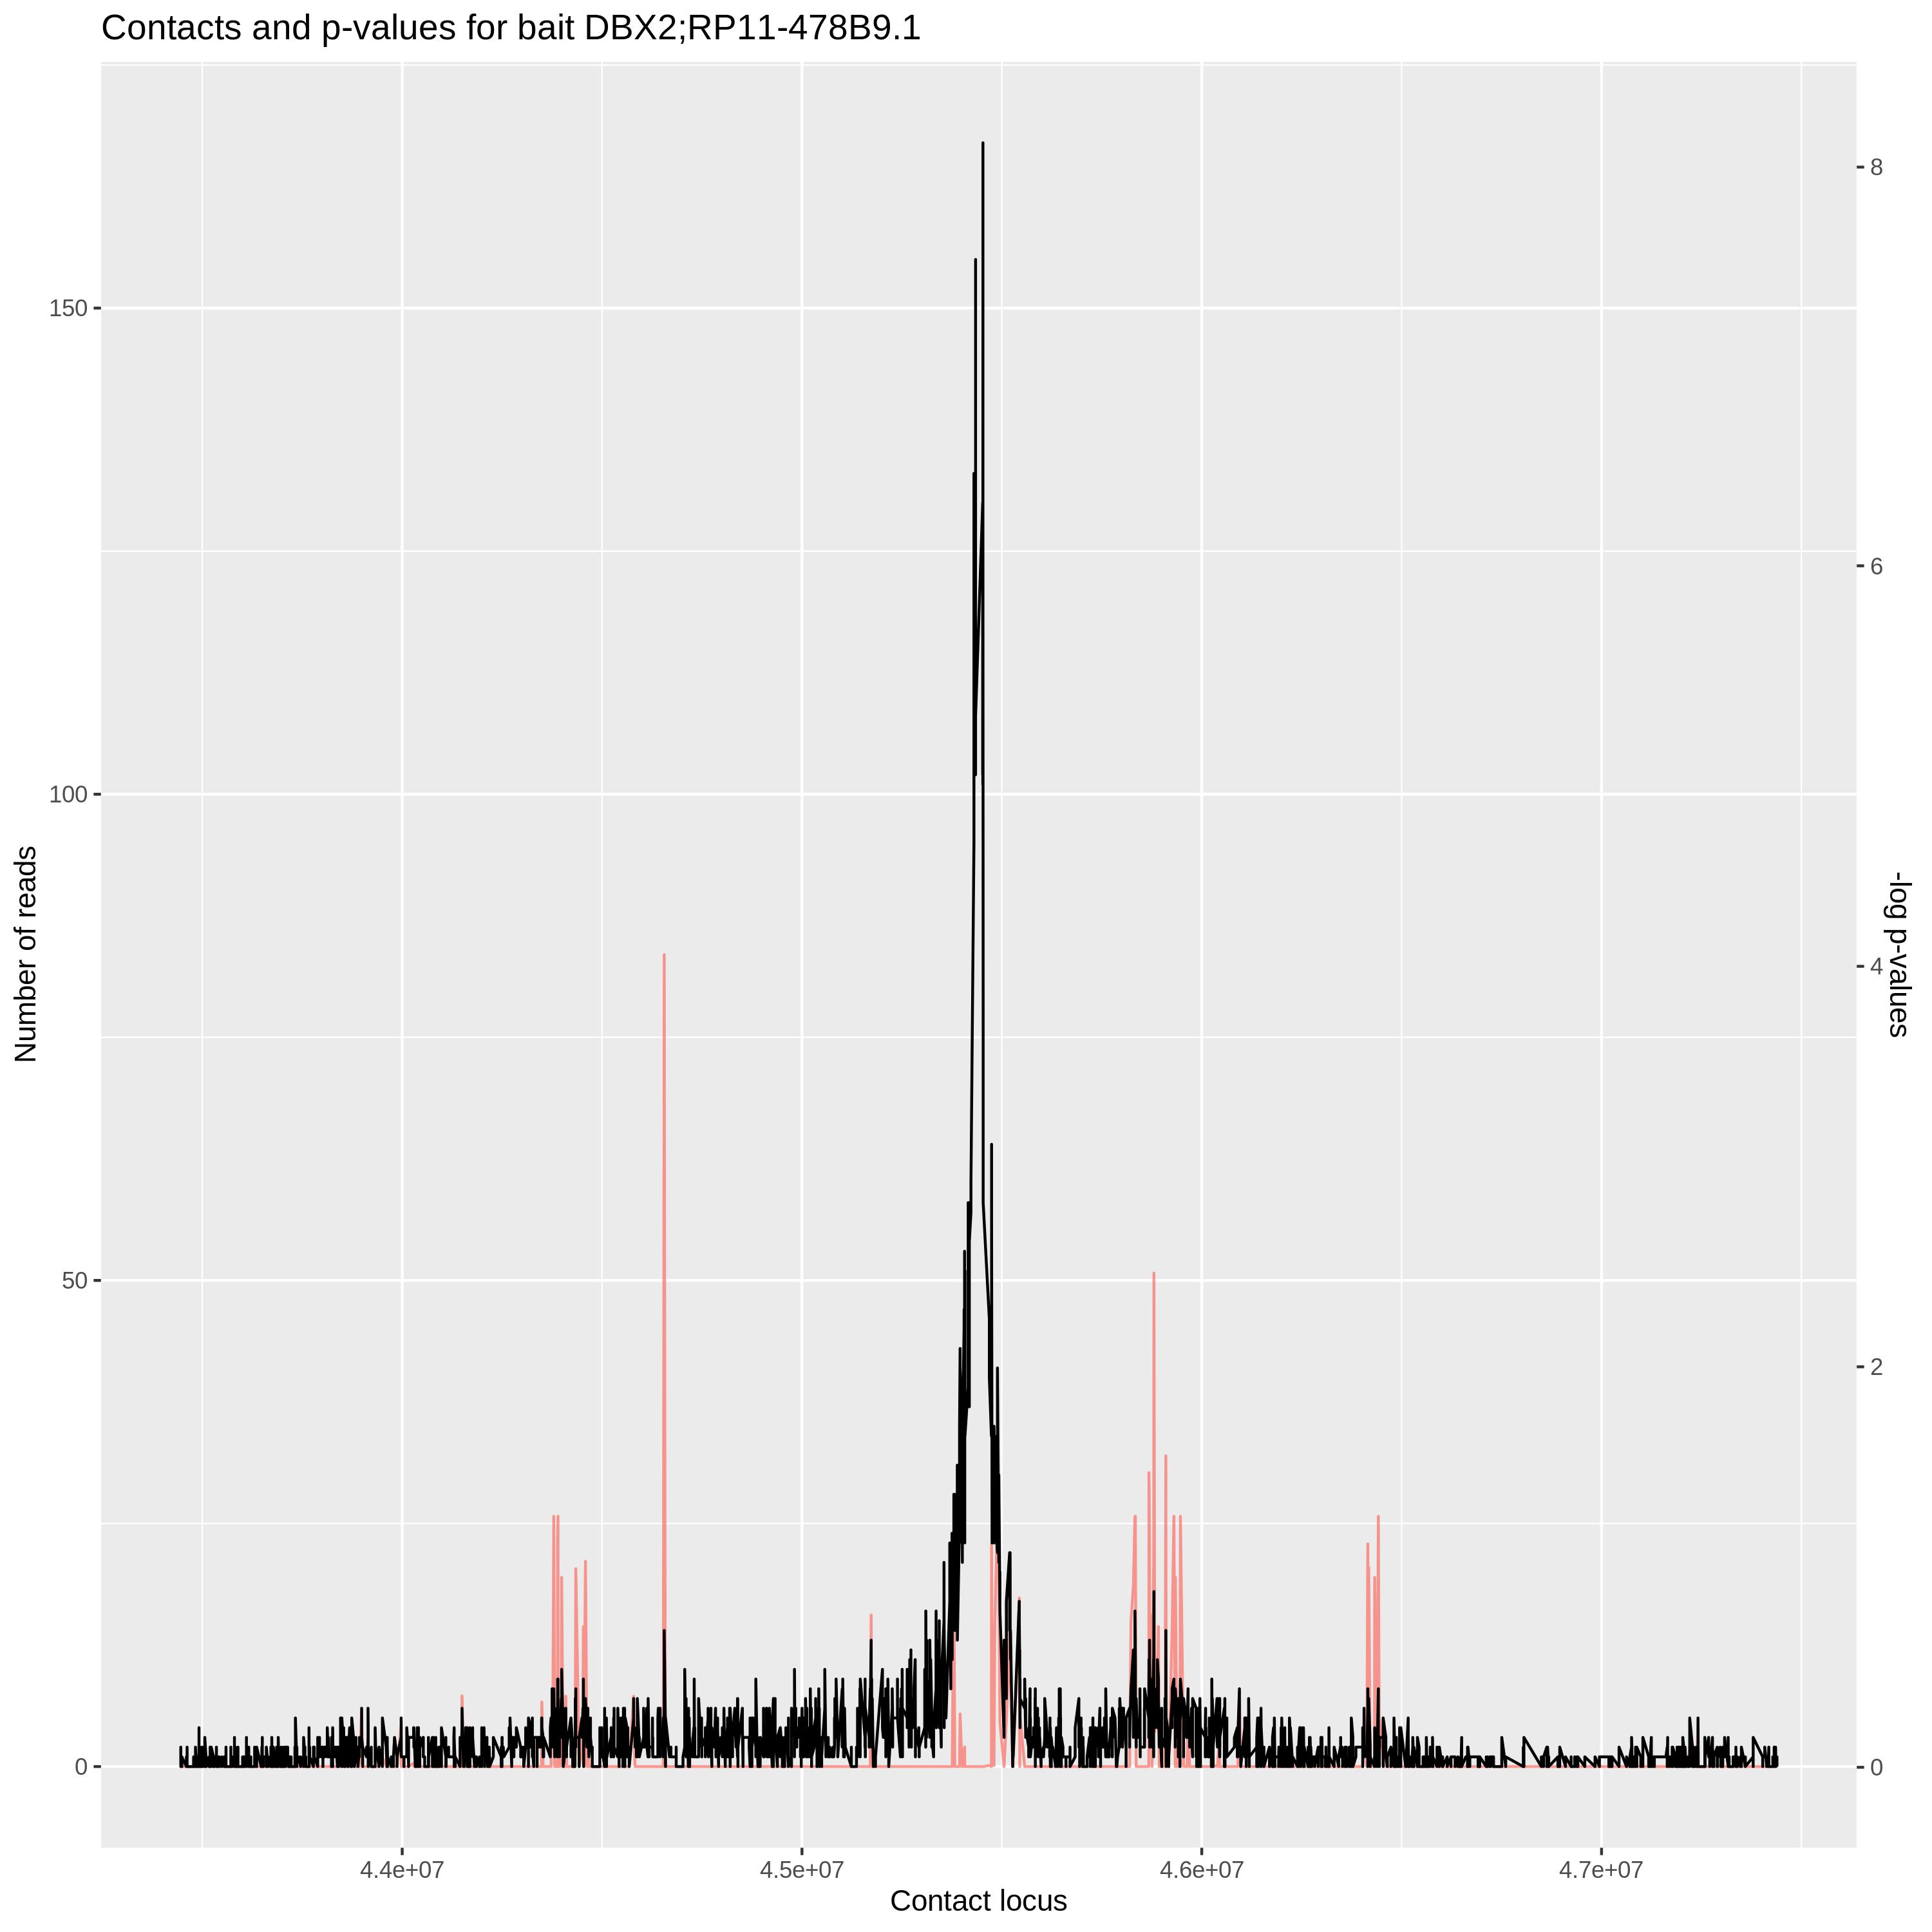 Contacts and p-values for bait DBX2;RP11-478B9.1
150
100
50
0
8
6
4
2
0
Number of reads
-log p-values
4.4e+07
4.5e+07
4.6e+07
4.7e+07
Contact locus